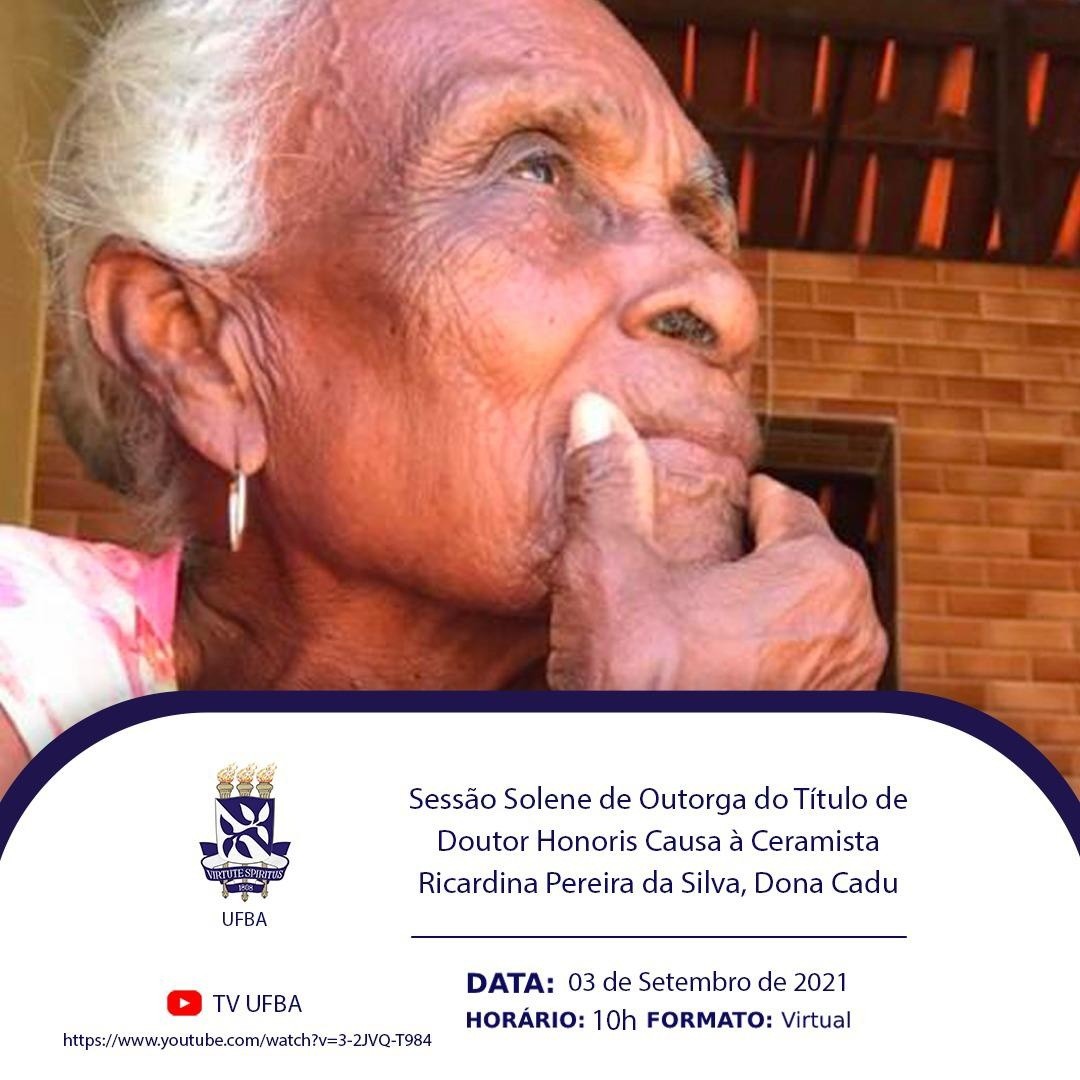 Sessão Solene de Outorga do Título de
Doutor Honoris Causa à Ceramista
Ricardina Pereira da Silva, Dona Cadu
VIRTUTE SPIRITUS
1808
UFBA
DATA: 03 de Setembro de 2021
HORÁRIO: 10h FORMATO: Virtual
TV UFBA
https://www.youtube.com/watch?v=3-2JVQ-T984